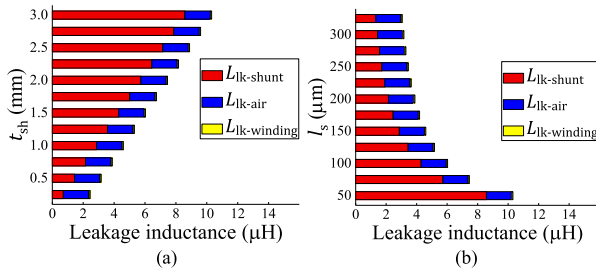 3.0
2.5
2.0
1.5
1.0
0.5
t_sh (mm)
L_lk-shunt
L_lk-air
L_lk-winding
0 2 4 6 8 10 12 14
Leakage inductance (μH)
(a)
300
250
200
150
100
50
l_s (μm)
L_lk-shunt
L_lk-air
L_lk-winding
0 2 4 6 8 10 12 14
Leakage inductance (μH)
(b)